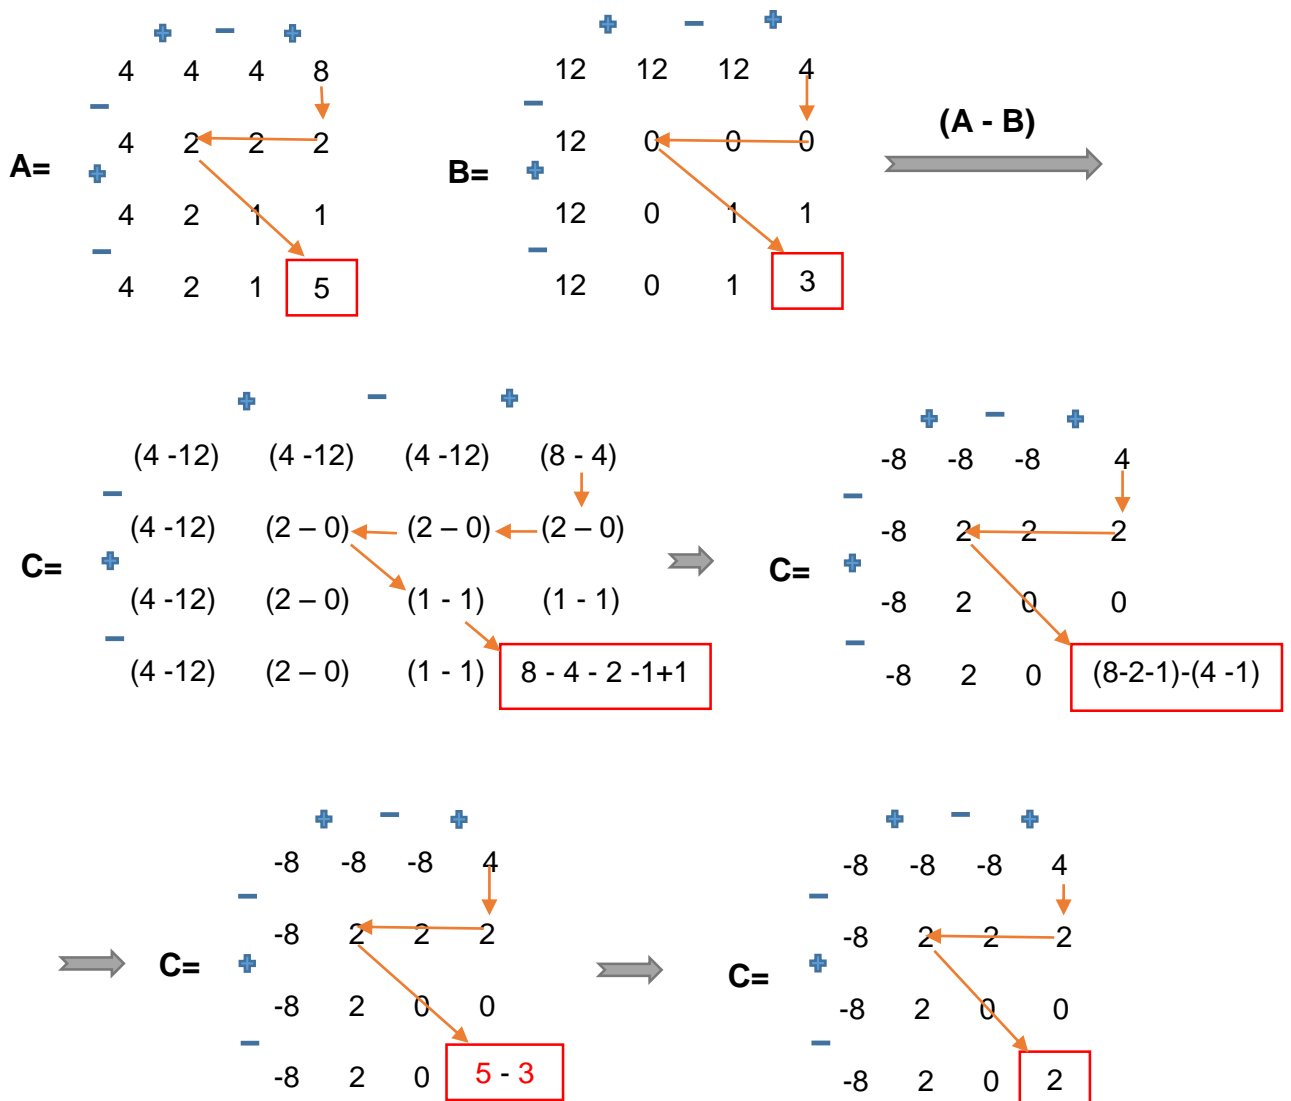 4 4 4 8
12 12 12 4
(A - B)
4 2 2 2
12 0 0 0
A=
B=
4 2 1 1
12 0 1 1
4 2 1 5
12 0 1 3
(4 -12) (4 -12) (4 -12) (8 - 4)
(4 -12) (2 – 0) (2 – 0) (2 – 0)
C=
(4 -12) (2 – 0) (1 - 1) (1 - 1)
(4 -12) (2 – 0) (1 - 1) 8 - 4 - 2 -1+1
-8 -8 -8 4
-8 2 2 2
C=
-8 2 0 0
-8 2 0 (8-2-1)-(4 -1)
-8 -8 -8 4
-8 2 2 2
C=
-8 2 0 0
-8 2 0 5 - 3
-8 -8 -8 4
-8 2 2 2
C=
-8 2 0 0
-8 2 0 2